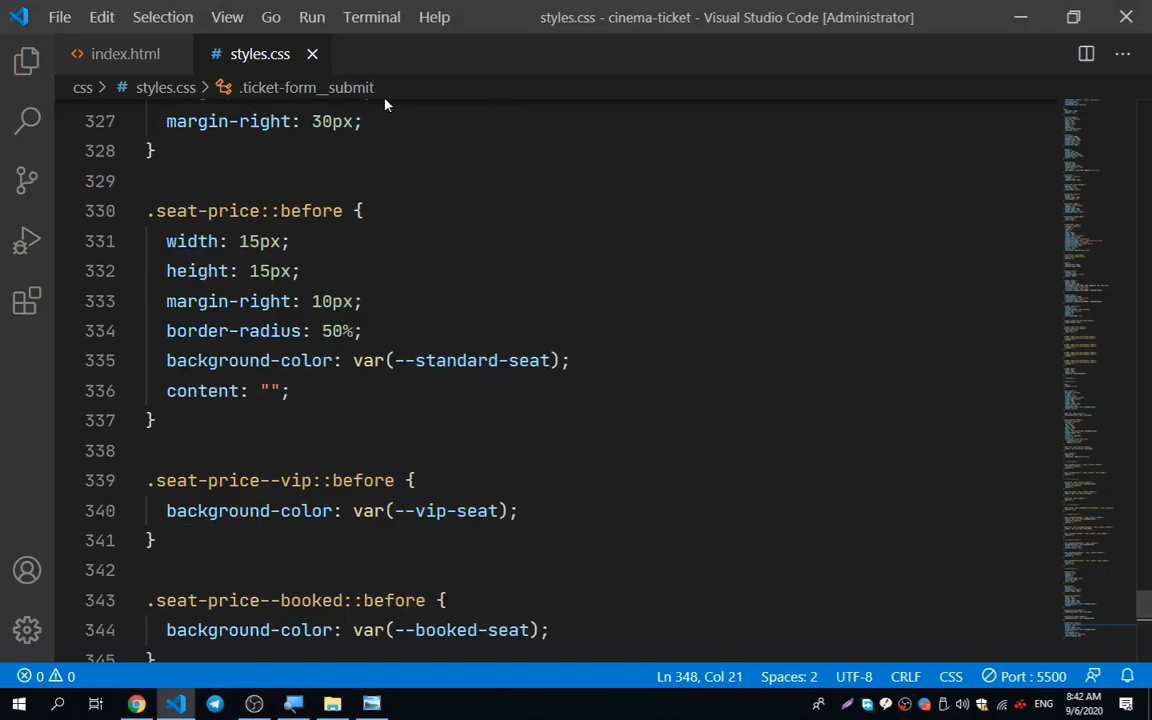 File Edit Selection View Go Run Terminal Help styles.css - cinema-ticket - Visual Studio Code [Administrator]
index.html styles.css
css styles.css .ticket-form__submit
327 margin-right: 30px;
328 }
329
330 .seat-price::before {
331 width: 15px;
332 height: 15px;
333 margin-right: 10px;
334 border-radius: 50%;
335 background-color: var(--standard-seat);
336 content: "";
337 }
338
339 .seat-price--vip::before {
340 background-color: var(--vip-seat);
341 }
342
343 .seat-price--booked::before {
344 background-color: var(--booked-seat);
345 }
0 0 Ln 348, Col 21 Spaces: 2 UTF-8 CRLF CSS Port : 5500
ENG 8:42 AM
9/6/2020